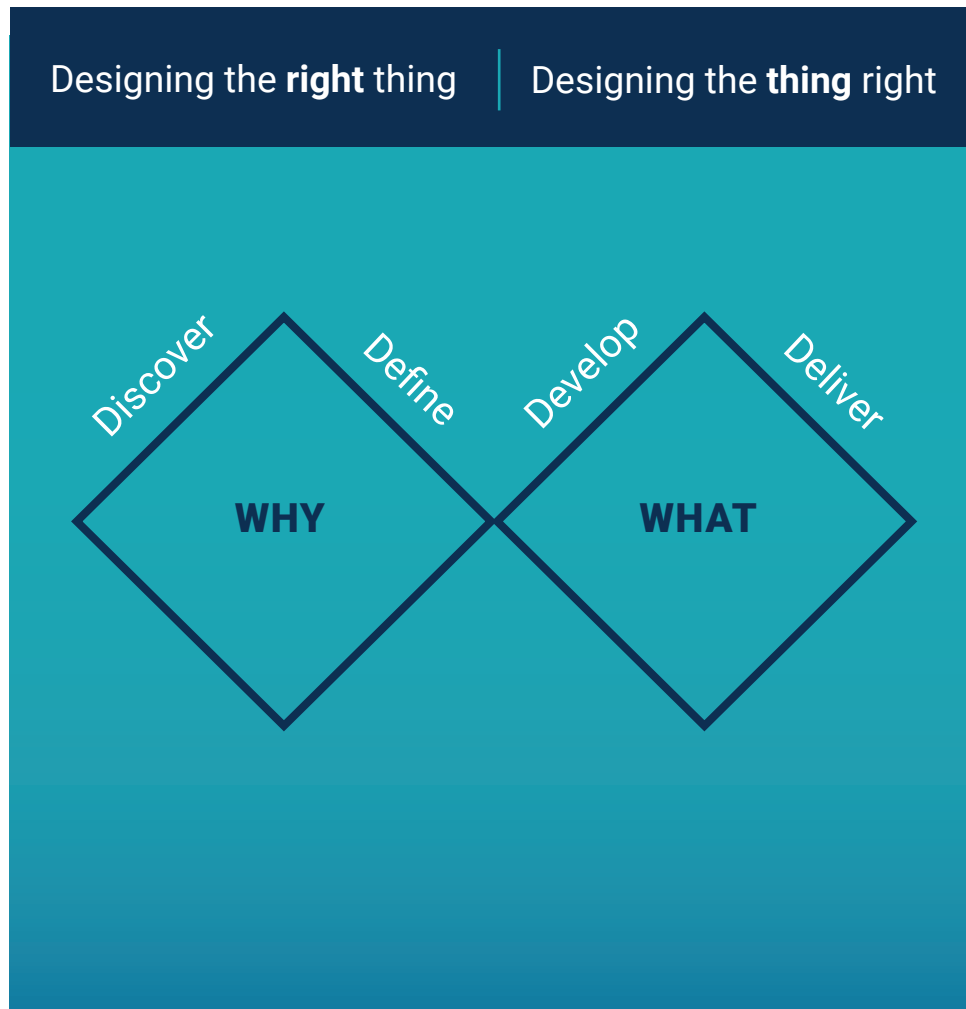 Designing the right thing
Designing the thing right
Discover
Define
Develop
Deliver
WHY
WHAT